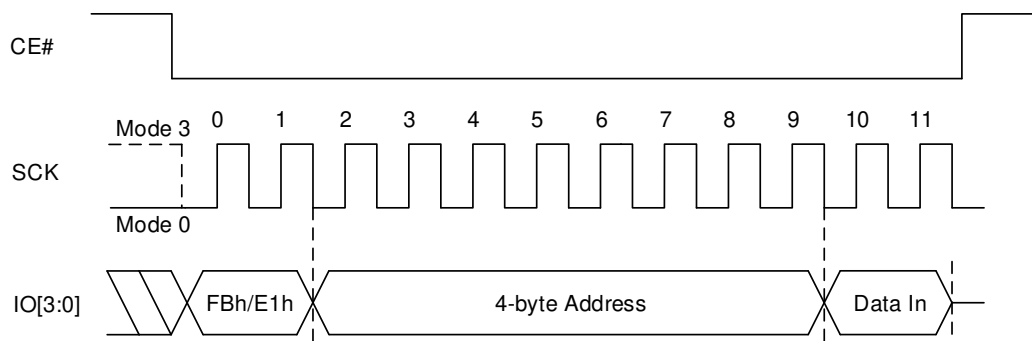 CE#
Mode 3 0 1 2 3 4 5 6 7 8 9 10 11
SCK
Mode 0
IO[3:0] FBh/E1h 4-byte Address Data In